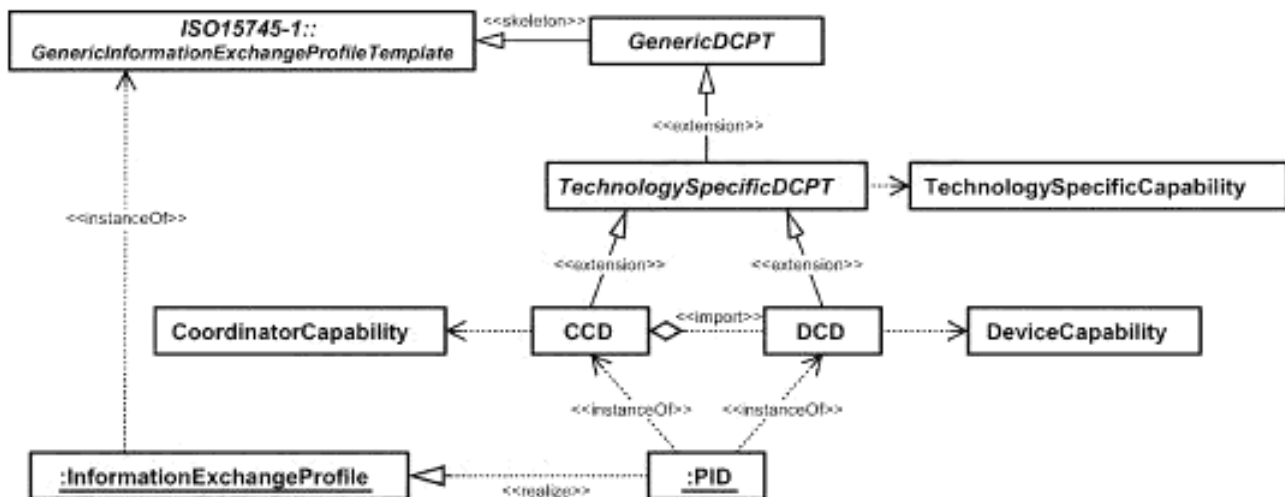 ISO15745-1::
GenericInformationExchangeProfileTemplate
<<skeleton>>
GenericDCPT
<<extension>>
TechnologySpecificDCPT
TechnologySpecificCapability
<<instanceOf>>
<<extension>>
<<extension>>
CoordinatorCapability
CCD
<<import>>
DCD
DeviceCapability
<<instanceOf>>
<<instanceOf>>
:InformationExchangeProfile
<<realize>>
:PID